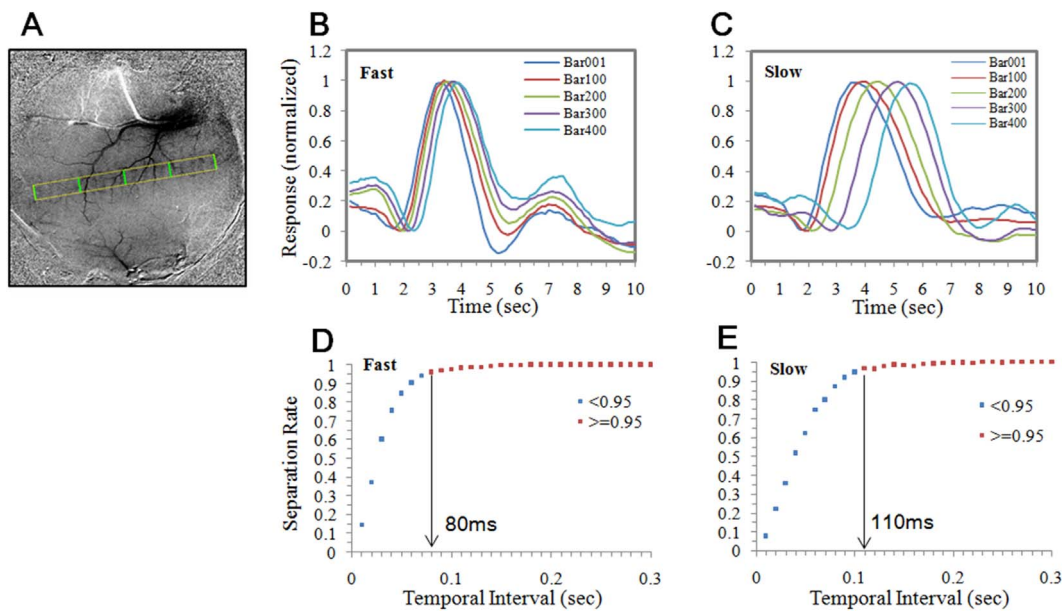 A
B
Fast
Response (normalized)
1.2
1
0.8
0.6
0.4
0.2
0
-0.2
Bar001
Bar100
Bar200
Bar300
Bar400
0 1 2 3 4 5 6 7 8 9 10
Time (sec)
C
Slow
1.2
1
0.8
0.6
0.4
0.2
0
-0.2
Bar001
Bar100
Bar200
Bar300
Bar400
0 1 2 3 4 5 6 7 8 9 10
Time (sec)
D
Fast
Separation Rate
1
0.9
0.8
0.7
0.6
0.5
0.4
0.3
0.2
0.1
0
<0.95
>=0.95
80ms
0 0.1 0.2 0.3
Temporal Interval (sec)
E
Slow
1
0.9
0.8
0.7
0.6
0.5
0.4
0.3
0.2
0.1
0
<0.95
>=0.95
110ms
0 0.1 0.2 0.3
Temporal Interval (sec)